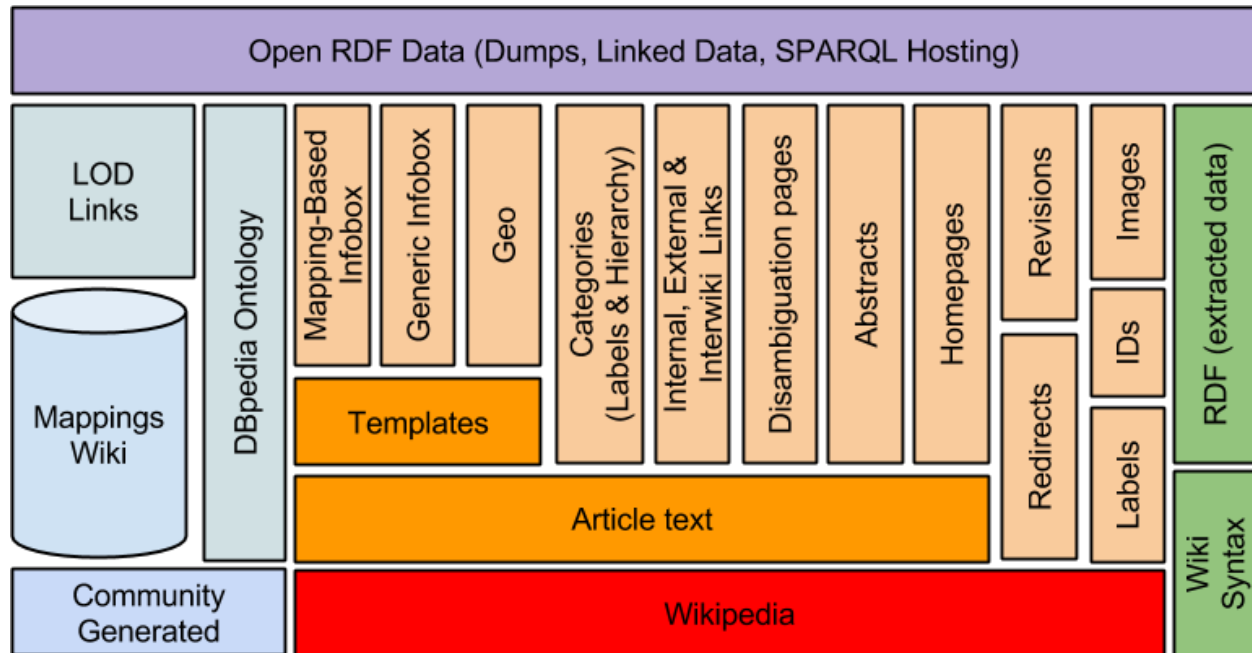 Open RDF Data (Dumps, Linked Data, SPARQL Hosting)
LOD
Links
Mappings
Wiki
DBpedia Ontology
Mapping-Based
Infobox
Generic Infobox
Geo
Templates
Categories
(Labels & Hierarchy)
Internal, External &
Interwiki Links
Disambiguation pages
Abstracts
Homepages
Article text
Revisions
Redirects
Images
IDs
Labels
RDF (extracted data)
Wiki
Syntax
Community
Generated
Wikipedia